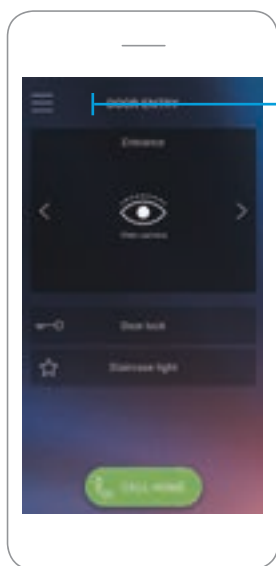 DOOR ENTRY
Entrance
Door lock
Staircase light
CALL HOME